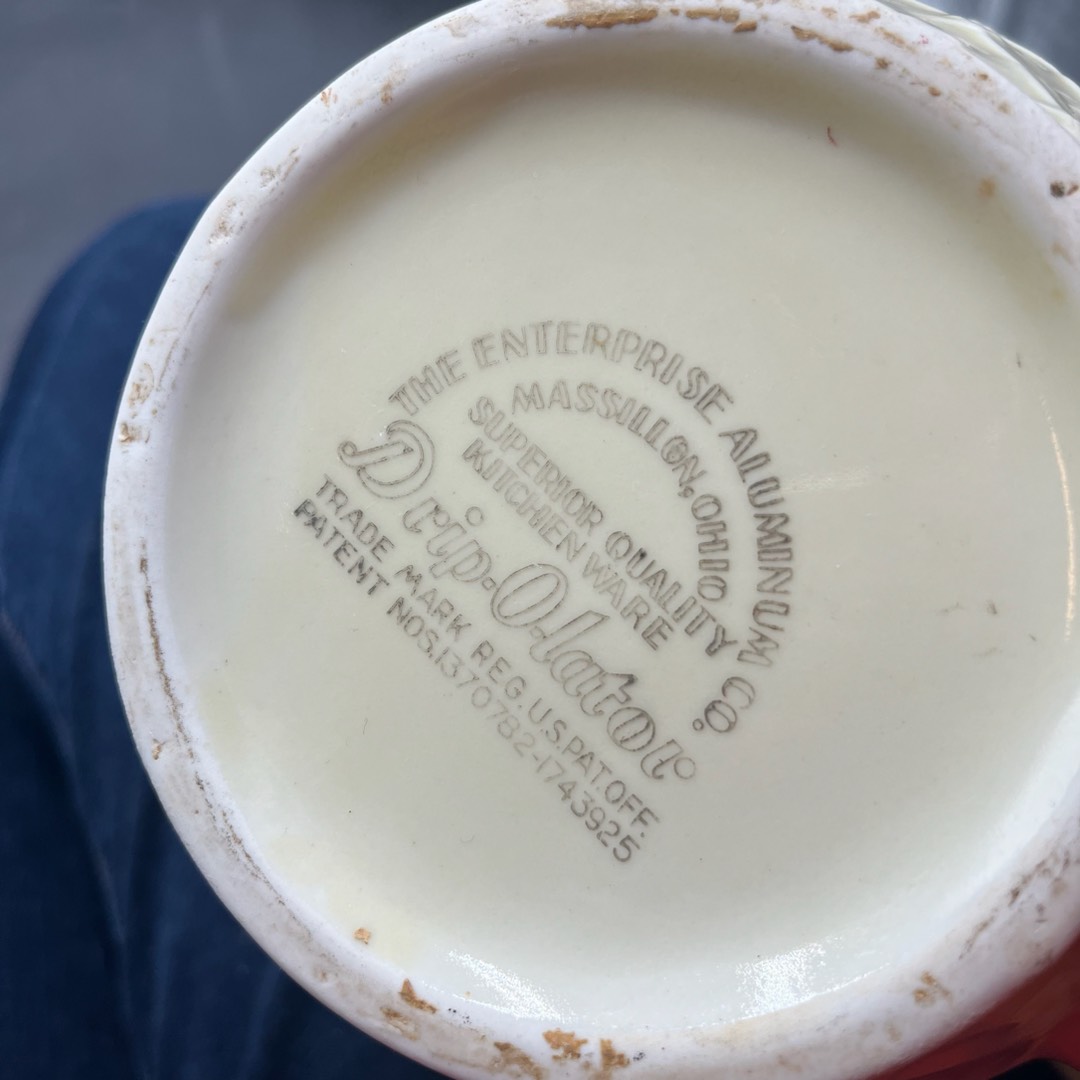 THE ENTERPRISE ALUMINUM CO.
MASSILLON, OHIO
SUPERIOR QUALITY
KITCHEN WARE
Drip-O-lator
TRADE MARK REG. U.S. PAT. OFF.
PATENT NOS. 1370782-1743925